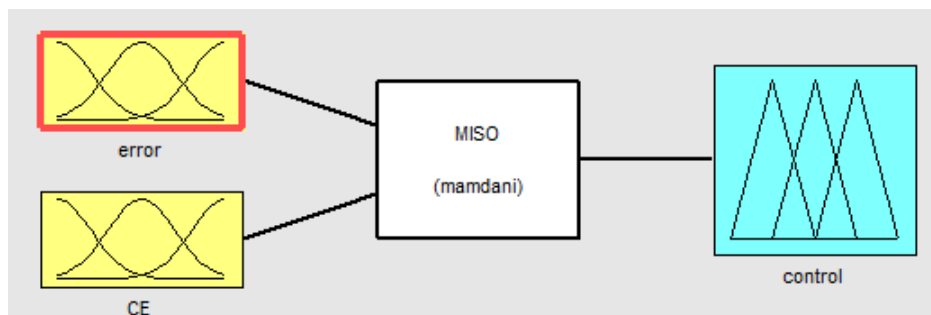 error
MISO
(mamdani)
control
CE